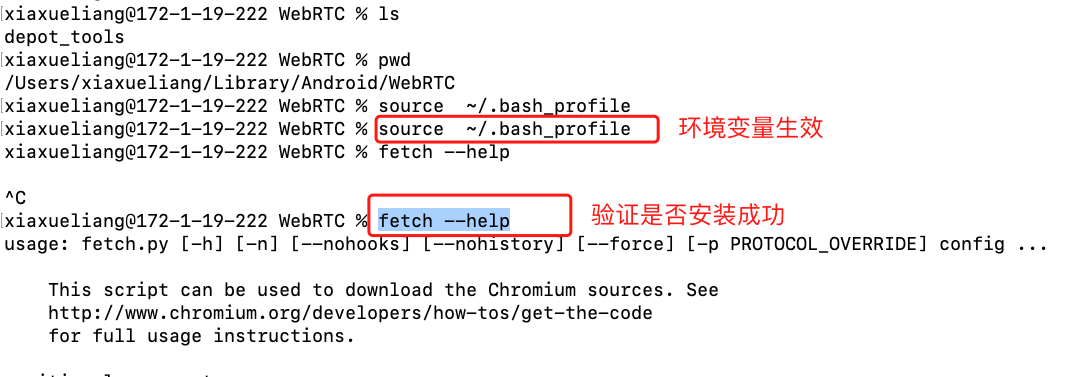 xiaxueliang@172-1-19-222 WebRTC % ls
depot_tools
xiaxueliang@172-1-19-222 WebRTC % pwd
/Users/xiaxueliang/Library/Android/WebRTC
xiaxueliang@172-1-19-222 WebRTC % source  ~/.bash_profile
xiaxueliang@172-1-19-222 WebRTC % source  ~/.bash_profile 环境变量生效
xiaxueliang@172-1-19-222 WebRTC % fetch --help
^C
xiaxueliang@172-1-19-222 WebRTC % fetch --help 验证是否安装成功
usage: fetch.py [-h] [-n] [--nohooks] [--nohistory] [--force] [-p PROTOCOL_OVERRIDE] config ...
This script can be used to download the Chromium sources. See
http://www.chromium.org/developers/how-tos/get-the-code
for full usage instructions.